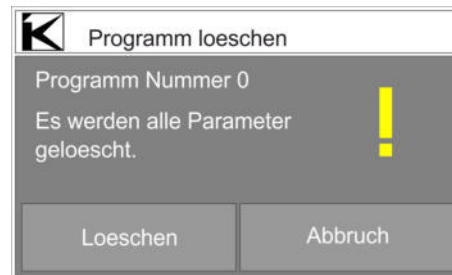 Programm loeschen
Programm Nummer 0
Es werden alle Parameter
geloescht.
!
Loeschen
Abbruch